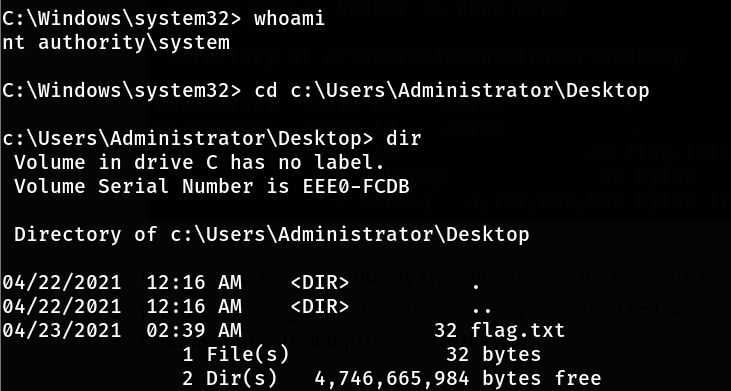 C:\Windows\system32> whoami
nt authority\system
C:\Windows\system32> cd c:\Users\Administrator\Desktop
c:\Users\Administrator\Desktop> dir
 Volume in drive C has no label.
 Volume Serial Number is EEE0-FCDB
 Directory of c:\Users\Administrator\Desktop
04/22/2021  12:16 AM    <DIR>          .
04/22/2021  12:16 AM    <DIR>          ..
04/23/2021  02:39 AM                32 flag.txt
               1 File(s)             32 bytes
               2 Dir(s)   4,746,665,984 bytes free